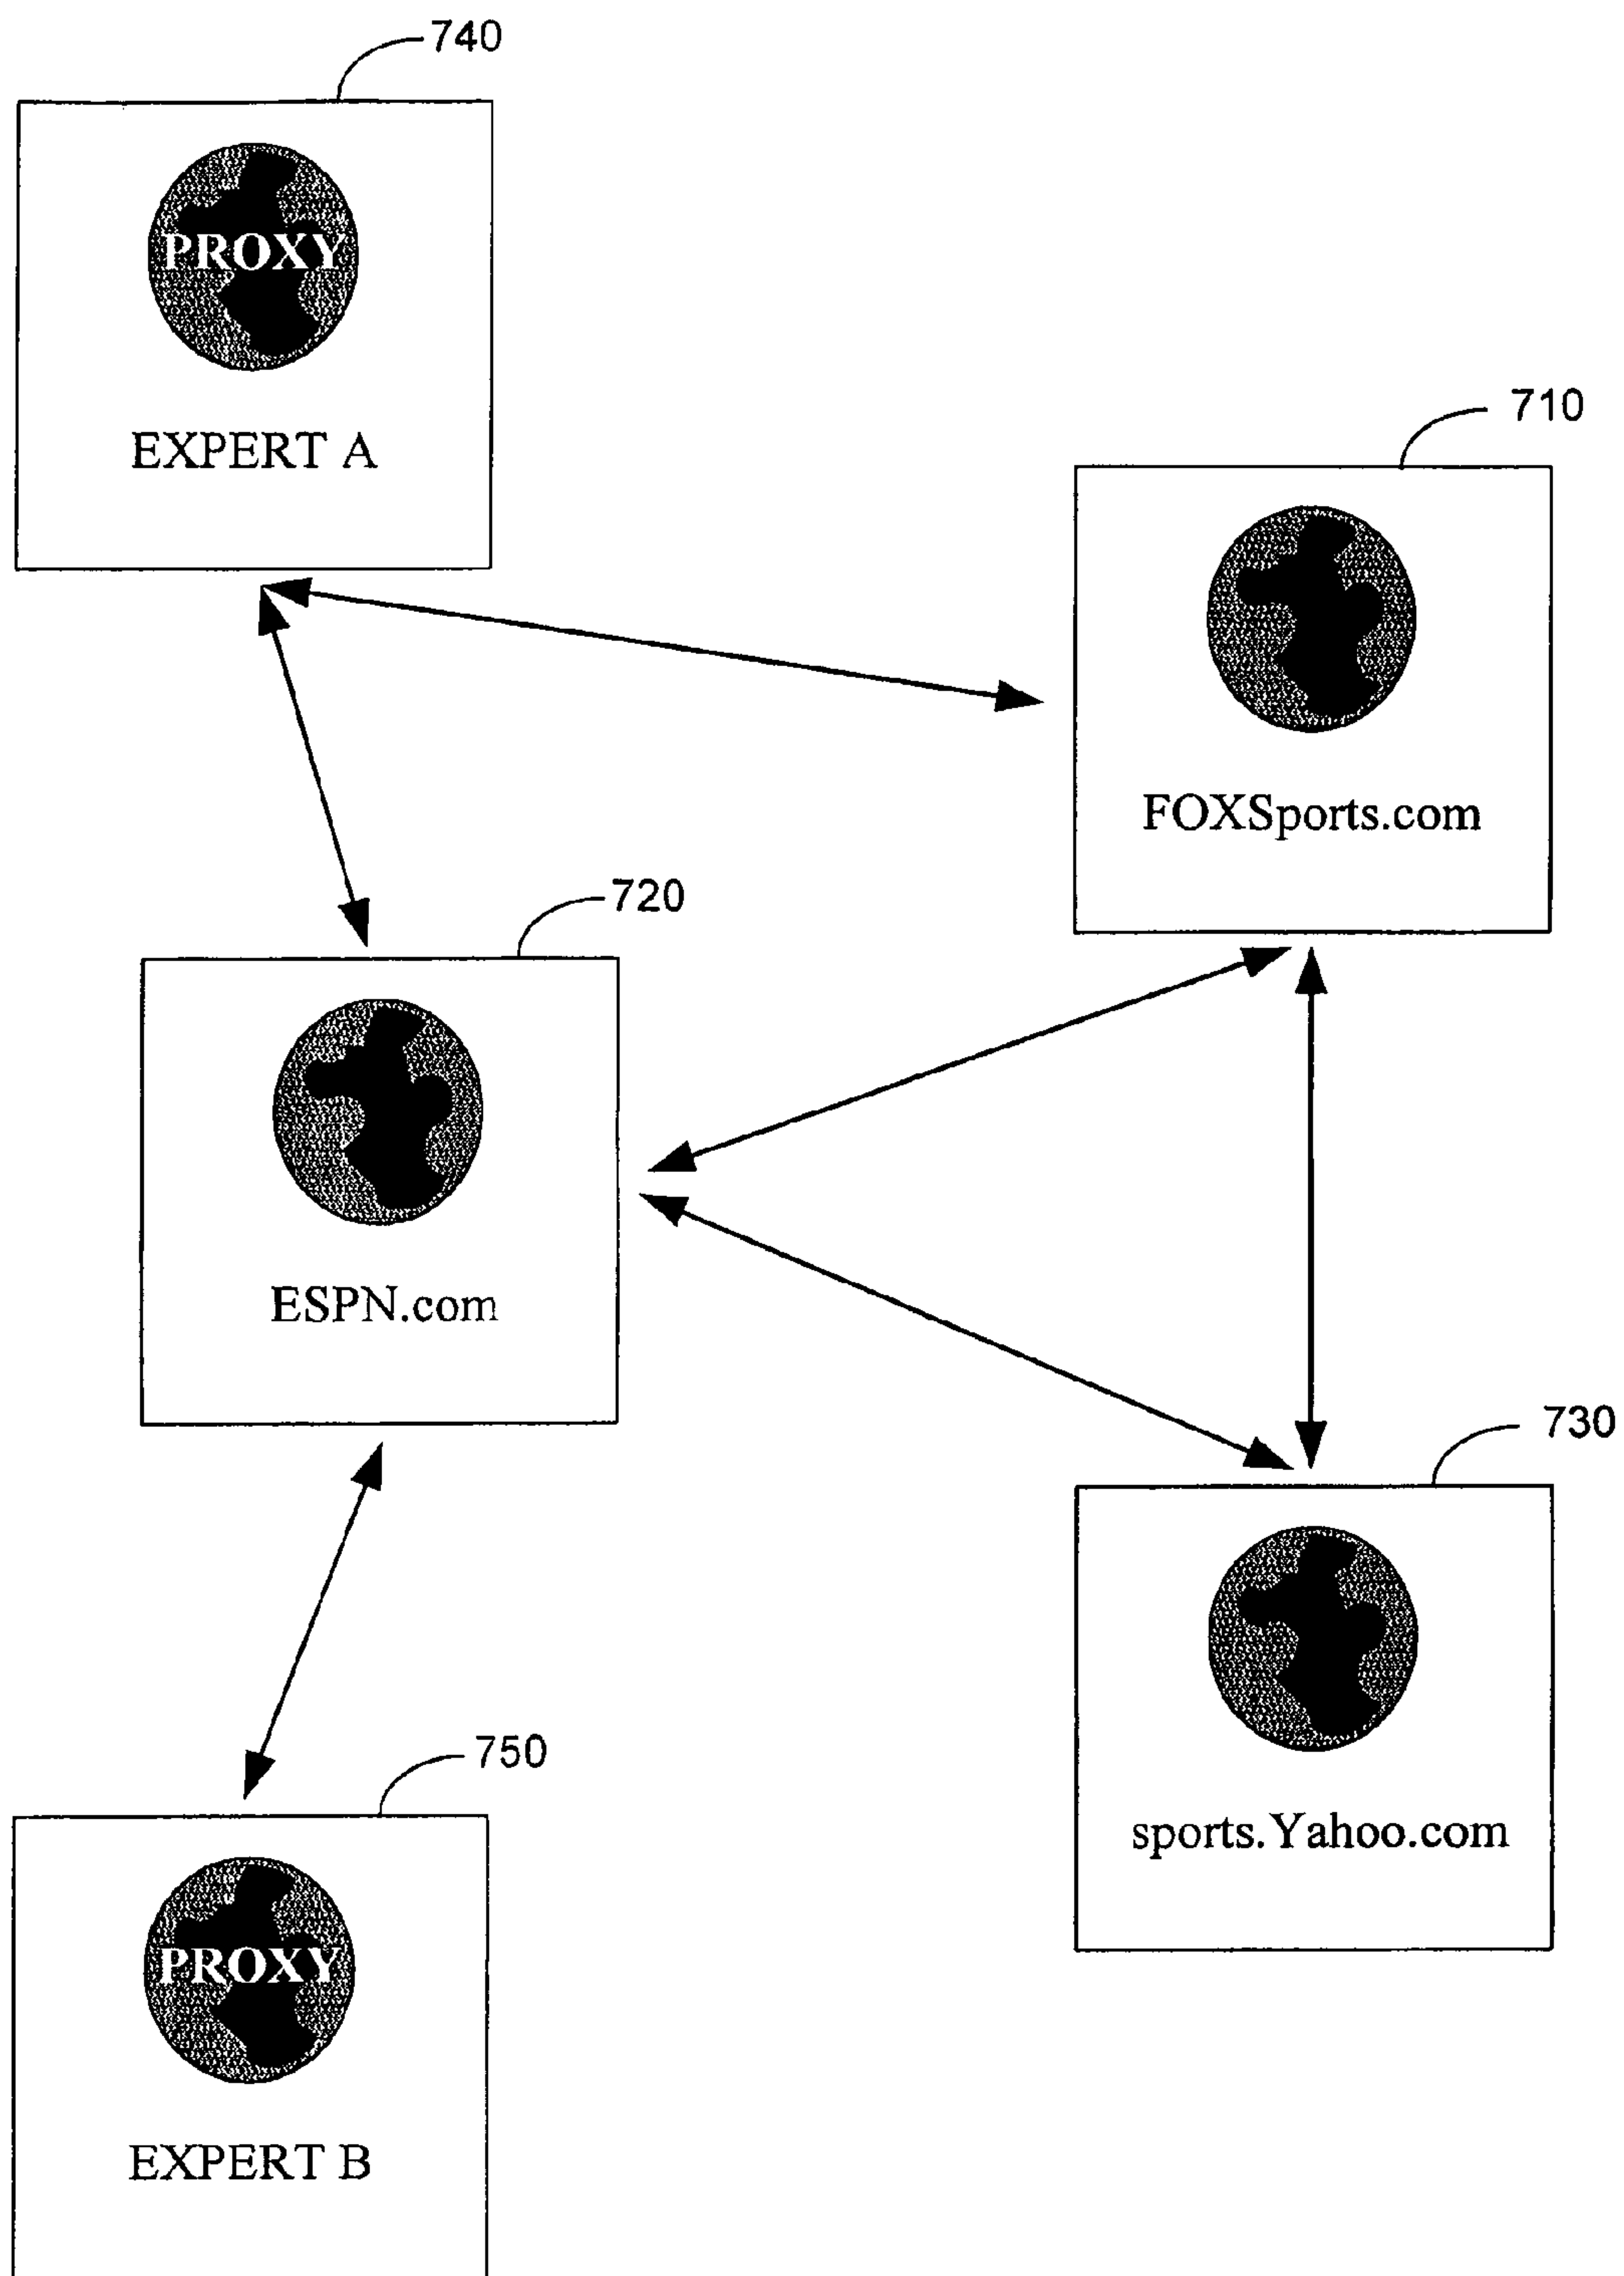 740
PROXY
EXPERT A
710
FOXSports.com
720
ESPN.com
730
sports.Yahoo.com
750
PROXY
EXPERT B